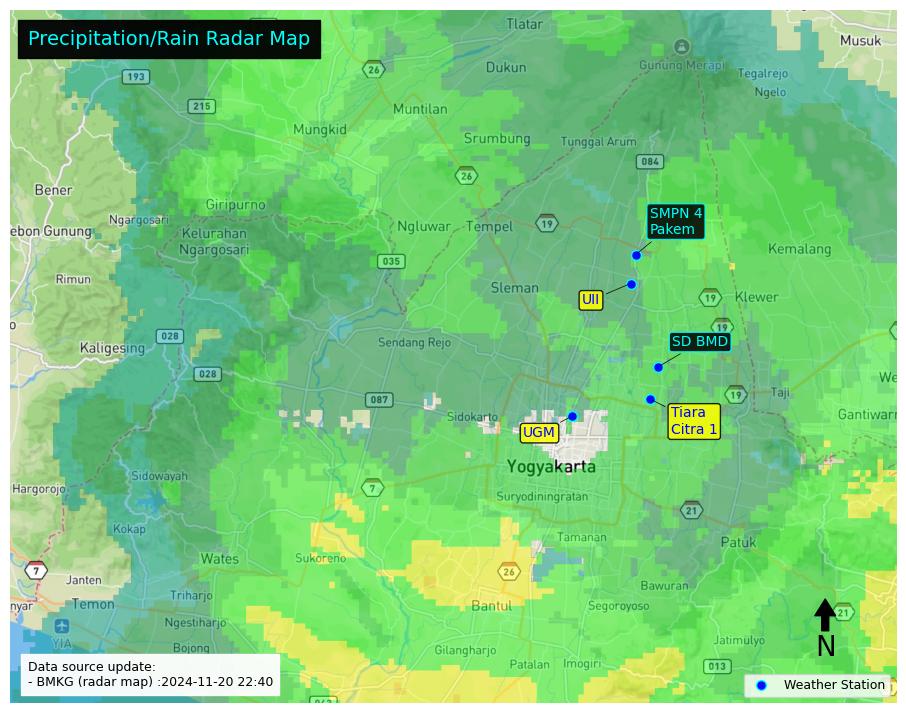 Precipitation/Rain Radar Map
Tlatar
Musuk
26
193
Dukun
Gunung Merapi
Tegalrejo
Ngelo
215
Muntilan
Mungkid
Srumbung
Tunggal Arum
084
26
Bener
Giripurno
SMPN 4
Pakem
Ngargosari
Ngluwar
Tempel
19
ebon Gunung
Kelurahan
Ngargosari
Kemalang
035
Rimun
Sleman
UII
19
Klewer
19
028
Sendang Rejo
SD BMD
Kaligesing
028
We
087
19
Taji
Sidokarto
Tiara
Citra 1
Gantiwarn
UGM
Yogyakarta
Sidowayah
7
Hargorojo
Suryodiningratan
21
Kokap
Tamanan
Patuk
Wates
Sukoreno
7
26
Janten
Bawuran
Triharjo
nyar
Temon
Bantul
Segoroyoso
21
Ngestiharjo
YIA
Jatimulyo
N
Bojong
Gilangharjo
Patalan
Imogiri
013
Data source update:
- BMKG (radar map) :2024-11-20 22:40
Weather Station